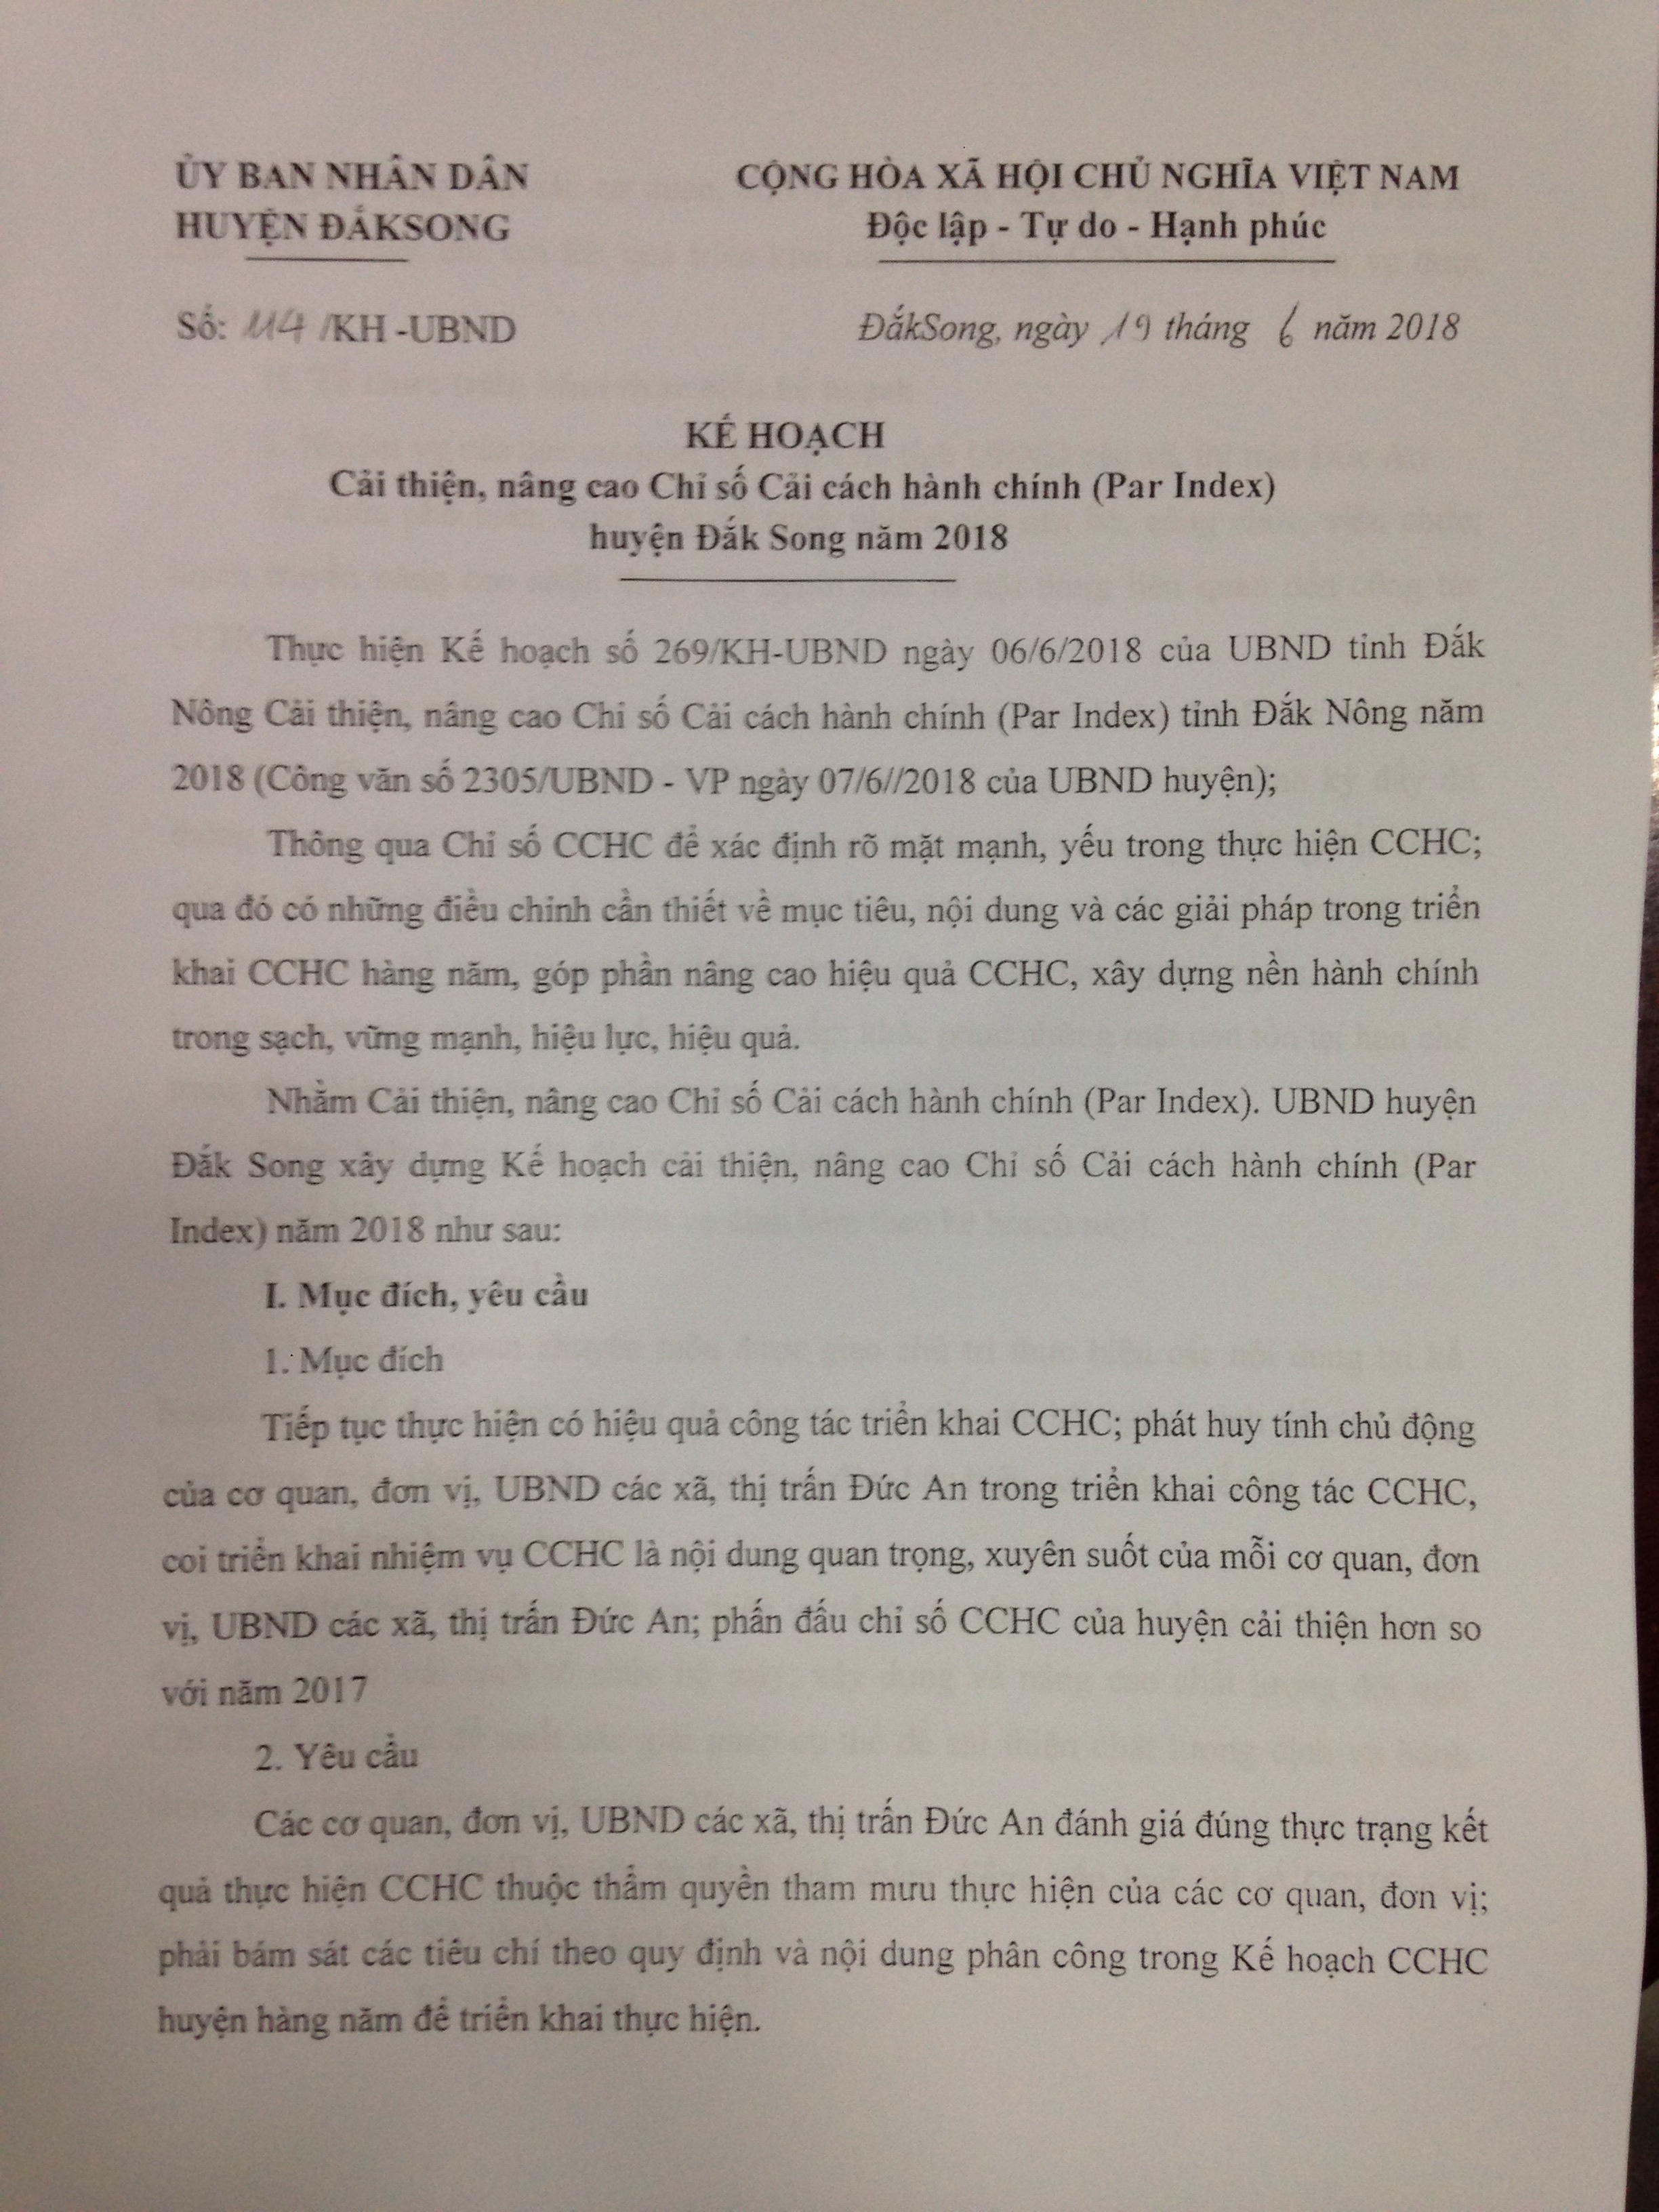 ỦY BAN NHÂN DÂN
HUYỆN ĐẮKSONG
CỘNG HÒA XÃ HỘI CHỦ NGHĨA VIỆT NAM
Độc lập - Tự do - Hạnh phúc
Số: 114 /KH -UBND
ĐắkSong, ngày 19 tháng 6 năm 2018
KẾ HOẠCH
Cải thiện, nâng cao Chỉ số Cải cách hành chính (Par Index)
huyện Đắk Song năm 2018
Thực hiện Kế hoạch số 269/KH-UBND ngày 06/6/2018 của UBND tỉnh Đắk
Nông Cải thiện, nâng cao Chỉ số Cải cách hành chính (Par Index) tỉnh Đắk Nông năm
2018 (Công văn số 2305/UBND - VP ngày 07/6//2018 của UBND huyện);
Thông qua Chỉ số CCHC để xác định rõ mặt mạnh, yếu trong thực hiện CCHC;
qua đó có những điều chỉnh cần thiết về mục tiêu, nội dung và các giải pháp trong triển
khai CCHC hàng năm, góp phần nâng cao hiệu quả CCHC, xây dựng nền hành chính
trong sạch, vững mạnh, hiệu lực, hiệu quả.
Nhằm Cải thiện, nâng cao Chỉ số Cải cách hành chính (Par Index). UBND huyện
Đắk Song xây dựng Kế hoạch cải thiện, nâng cao Chỉ số Cải cách hành chính (Par
Index) năm 2018 như sau:
I. Mục đích, yêu cầu
1. Mục đích
Tiếp tục thực hiện có hiệu quả công tác triển khai CCHC; phát huy tính chủ động
của cơ quan, đơn vị, UBND các xã, thị trấn Đức An trong triển khai công tác CCHC,
coi triển khai nhiệm vụ CCHC là nội dung quan trọng, xuyên suốt của mỗi cơ quan, đơn
vị, UBND các xã, thị trấn Đức An; phấn đấu chỉ số CCHC của huyện cải thiện hơn so
với năm 2017
2. Yêu cầu
Các cơ quan, đơn vị, UBND các xã, thị trấn Đức An đánh giá đúng thực trạng kết
quả thực hiện CCHC thuộc thẩm quyền tham mưu thực hiện của các cơ quan, đơn vị;
phải bám sát các tiêu chí theo quy định và nội dung phân công trong Kế hoạch CCHC
huyện hàng năm để triển khai thực hiện.